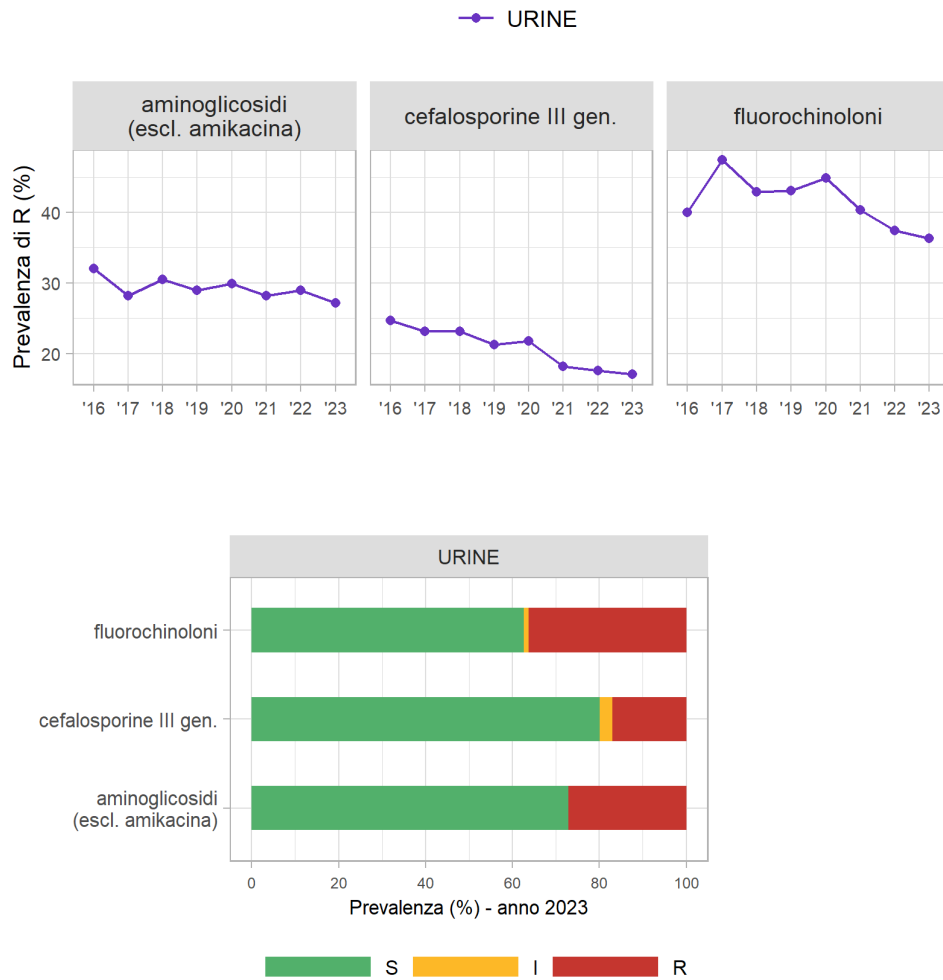 URINE
aminoglicosidi
(escl. amikacina)
cefalosporine III gen.
fluorochinoloni
Prevalenza di R (%)
40
30
20
'16 '17 '18 '19 '20 '21 '22 '23
'16 '17 '18 '19 '20 '21 '22 '23
'16 '17 '18 '19 '20 '21 '22 '23
URINE
fluorochinoloni
cefalosporine III gen.
aminoglicosidi
(escl. amikacina)
0 20 40 60 80 100
Prevalenza (%) - anno 2023
S I R